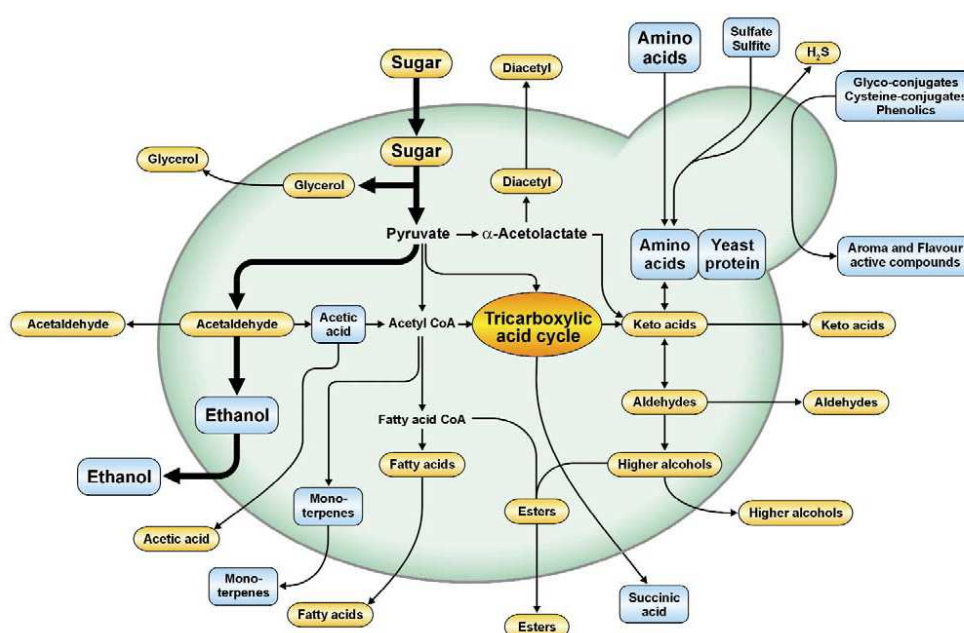 Sugar
Diacetyl
Amino
acids
Sulfate
Sulfite
H₂S
Glyco-conjugates
Cysteine-conjugates
Phenolics
Sugar
Glycerol
Glycerol
Diacetyl
Pyruvate
α-Acetolactate
Amino
acids
Yeast
protein
Aroma and Flavour
active compounds
Acetaldehyde
Acetaldehyde
Acetic
acid
Acetyl CoA
Tricarboxylic
acid cycle
Keto acids
Keto acids
Ethanol
Fatty acid CoA
Aldehydes
Aldehydes
Ethanol
Fatty acids
Higher alcohols
Mono-
terpenes
Esters
Higher alcohols
Acetic acid
Mono-
terpenes
Fatty acids
Esters
Succinic
acid